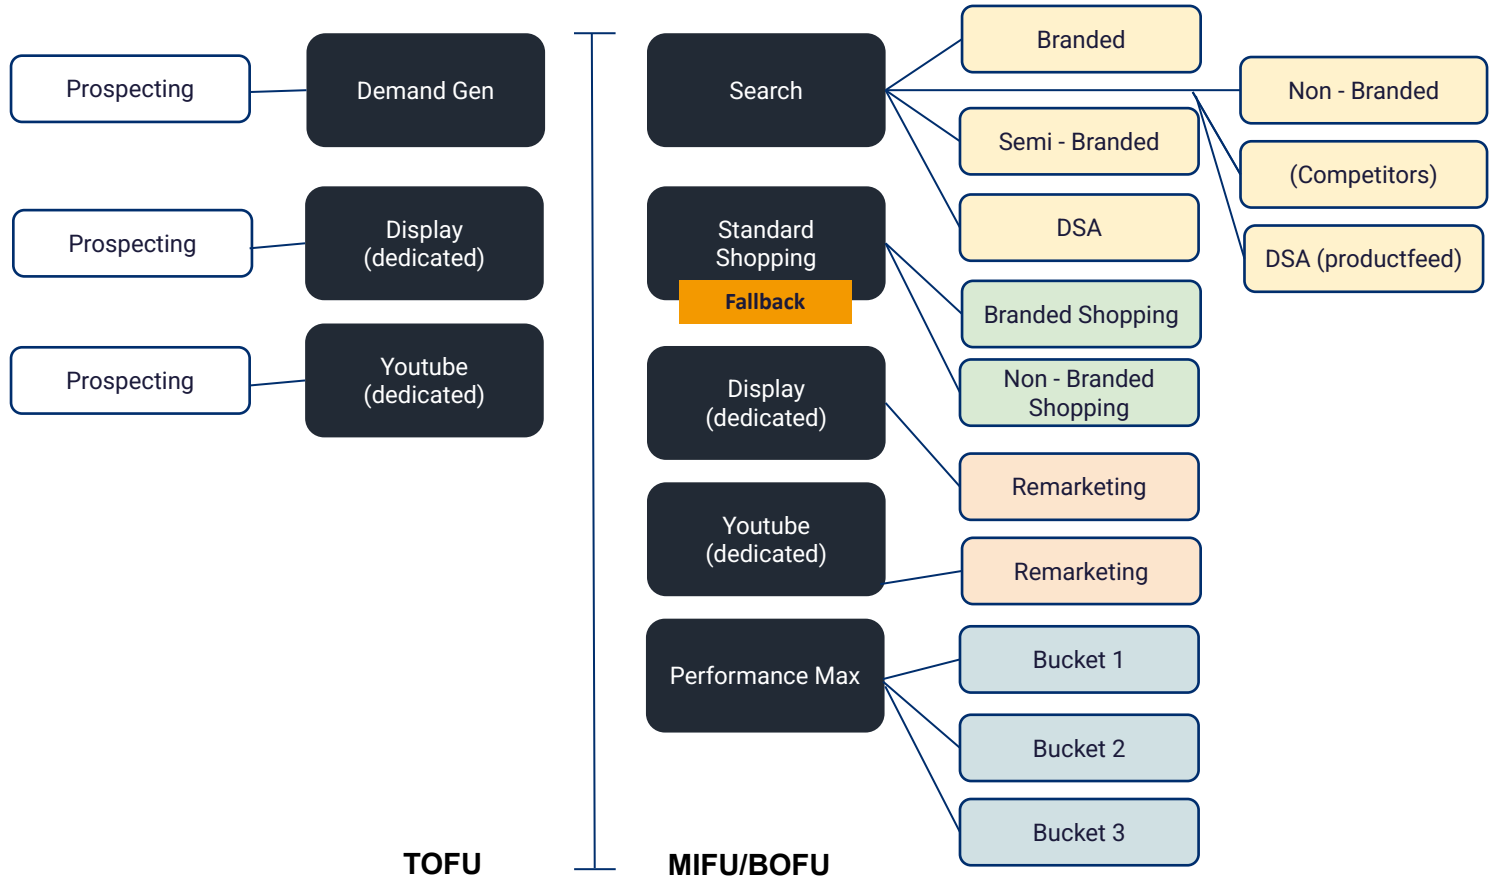 Prospecting
Demand Gen
Prospecting
Display
(dedicated)
Prospecting
Youtube
(dedicated)
TOFU
Search
Branded
Non - Branded
Semi - Branded
(Competitors)
DSA
DSA (productfeed)
Standard
Shopping
Fallback
Branded Shopping
Non - Branded
Shopping
Display
(dedicated)
Remarketing
Youtube
(dedicated)
Remarketing
Performance Max
Bucket 1
Bucket 2
Bucket 3
MIFU/BOFU